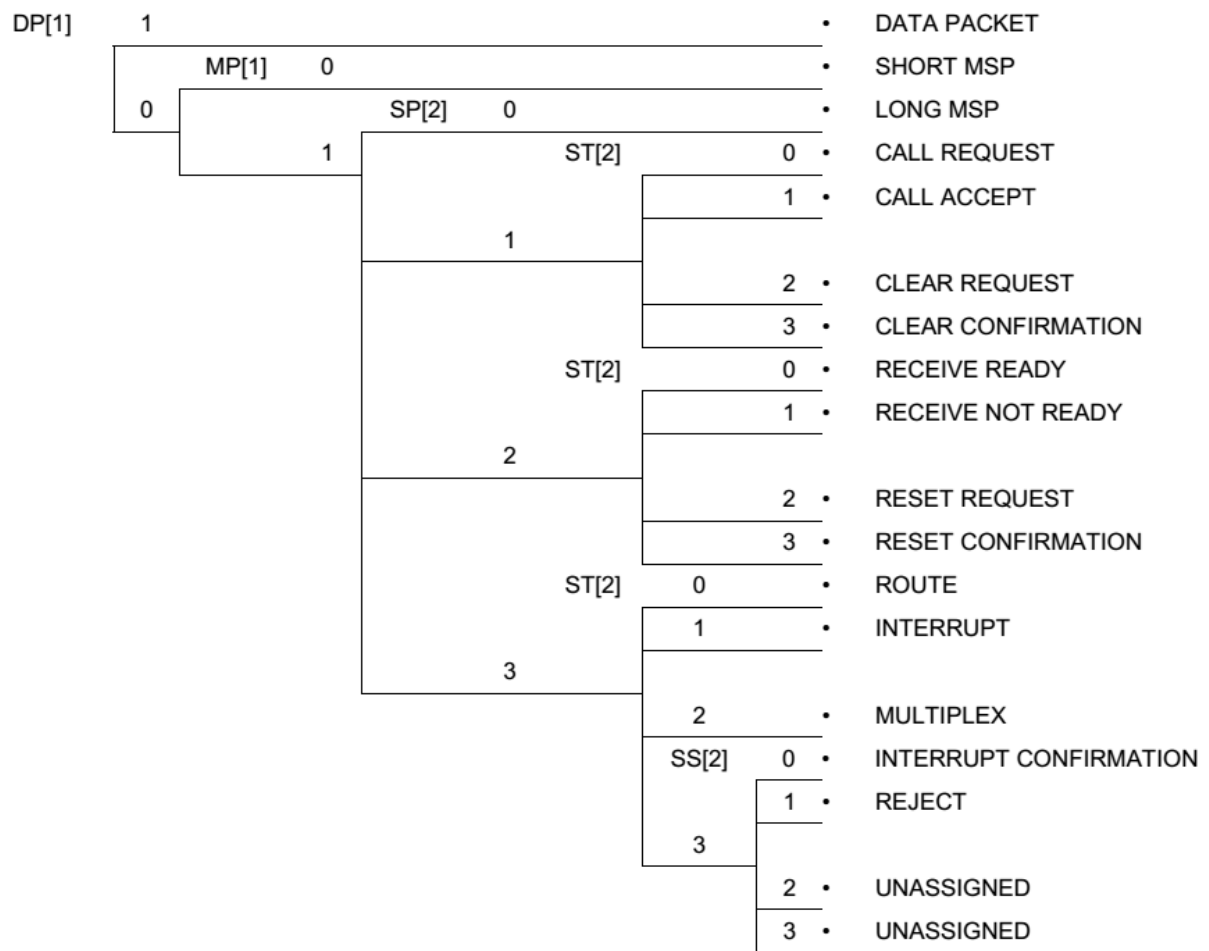 DP[1] 1 • DATA PACKET
MP[1] 0 • SHORT MSP
0 SP[2] 0 • LONG MSP
1 ST[2] 0 • CALL REQUEST
1 • CALL ACCEPT
1
2 • CLEAR REQUEST
3 • CLEAR CONFIRMATION
ST[2] 0 • RECEIVE READY
1 • RECEIVE NOT READY
2
2 • RESET REQUEST
3 • RESET CONFIRMATION
ST[2] 0 • ROUTE
1 • INTERRUPT
3
2 • MULTIPLEX
SS[2] 0 • INTERRUPT CONFIRMATION
1 • REJECT
3
2 • UNASSIGNED
3 • UNASSIGNED